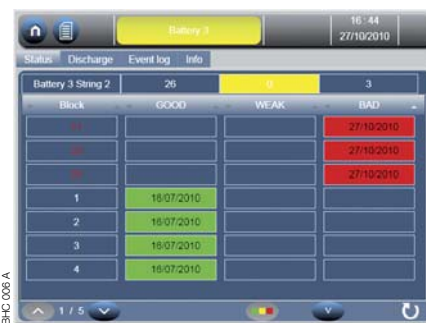 Battery 3
16:44
27/10/2010
Status Discharge Event log Info
Battery 3 String 2 26 0 3
Block GOOD WEAK BAD
27/10/2010
27/10/2010
27/10/2010
1 16/07/2010
2 16/07/2010
3 16/07/2010
4 16/07/2010
1 / 5 V
BHC 006 A